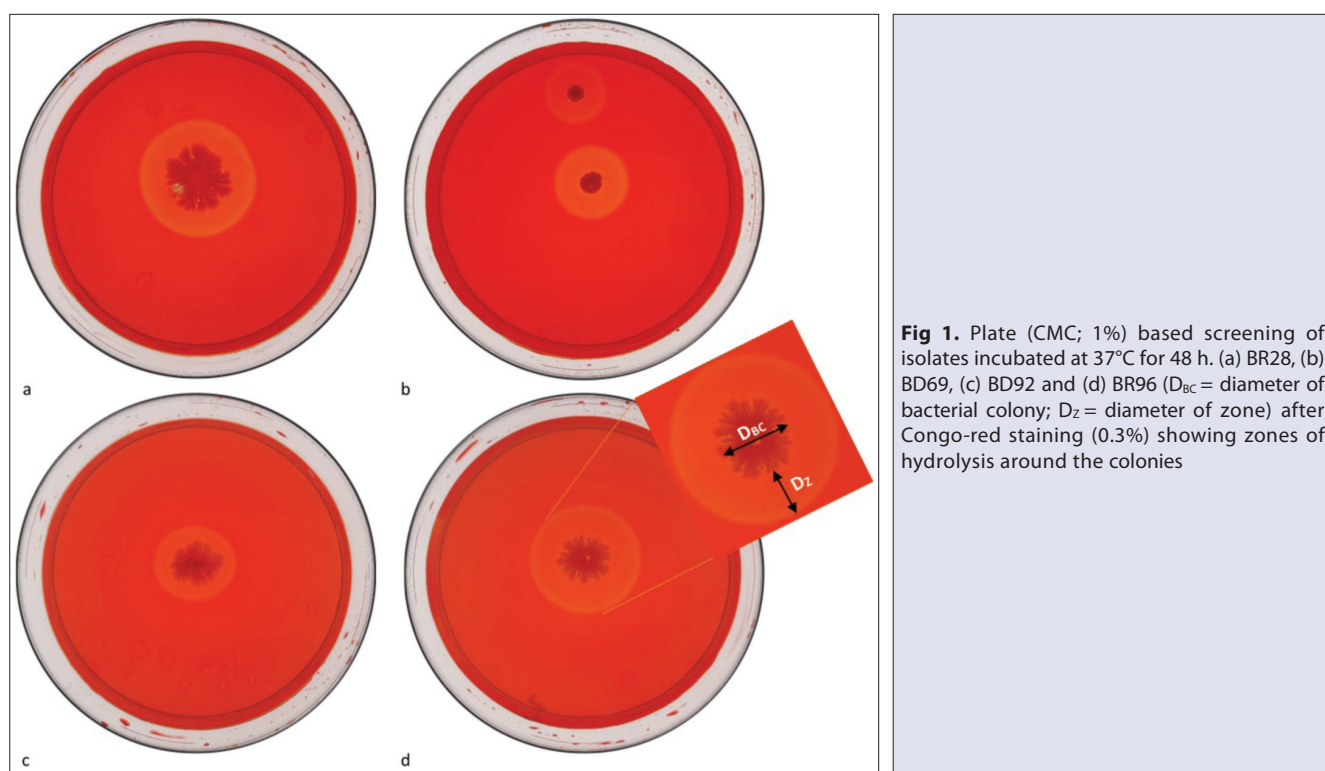 a
b
D_BC
D_Z
c
d
Fig 1. Plate (CMC; 1%) based screening of
isolates incubated at 37°C for 48 h. (a) BR28, (b)
BD69, (c) BD92 and (d) BR96 (D_BC = diameter of
bacterial colony; D_Z = diameter of zone) after
Congo-red staining (0.3%) showing zones of
hydrolysis around the colonies